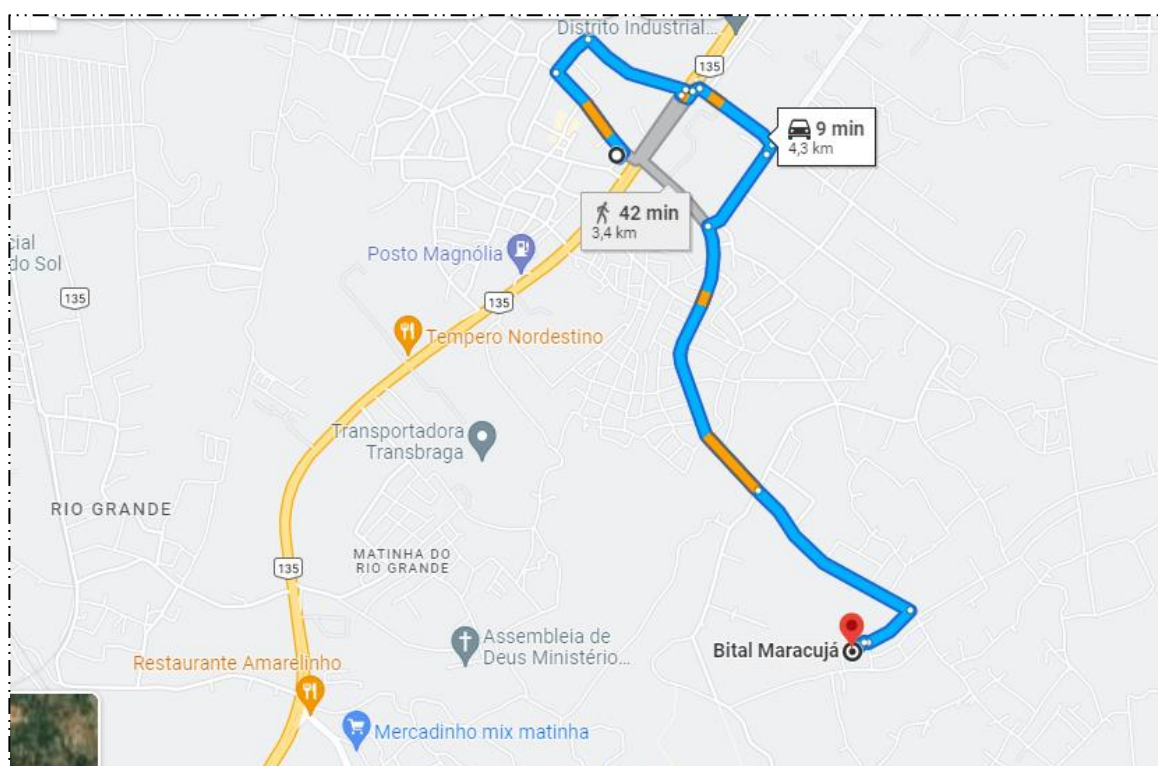 Distrito Industrial...
135
9 min
4,3 km
42 min
3,4 km
Posto Magnólia
cial
do Sol
135
135
Tempero Nordestino
Transportadora
Transbraga
RIO GRANDE
MATINHA DO
RIO GRANDE
135
Assembleia de
Deus Ministério...
Bital Maracujá
Restaurante Amarelinho
Mercadinho mix matinha